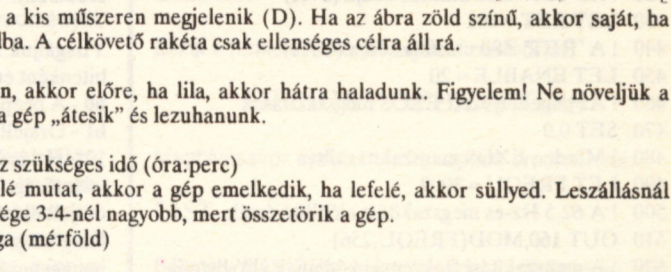 a kis műszeren megjelenik (D). Ha az ábra zöld színű, akkor saját, ha
lba. A célkövető rakéta csak ellenséges célra áll rá.
n, akkor előre, ha lila, akkor hátra haladunk. Figyelem! Ne növeljük a
a gép „átesik” és lezuhanunk.
z szükséges idő (óra:perc)
lé mutat, akkor a gép emelkedik, ha lefelé, akkor süllyed. Leszállásnál
sége 3-4-nél nagyobb, mert összetörik a gép.
ga (mérföld)